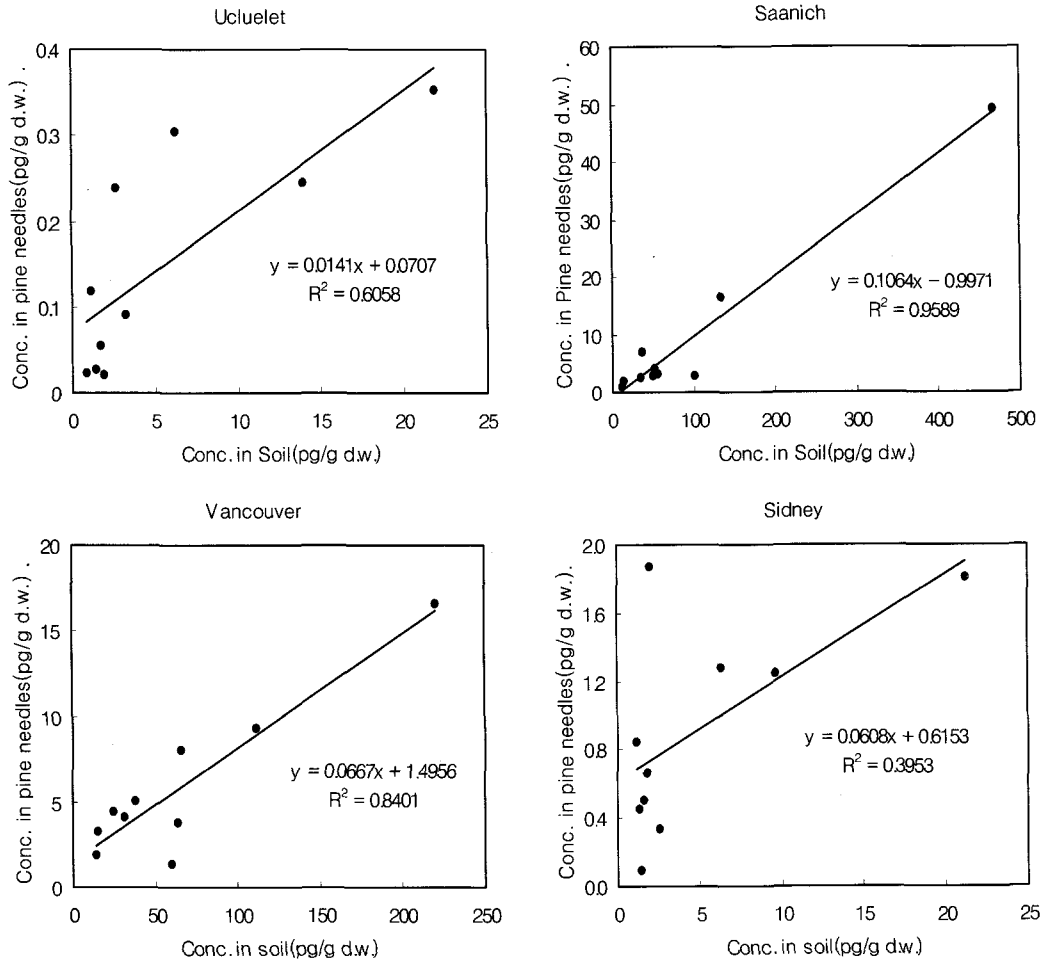 Ucluelet
Conc. in pine needles(pg/g d.w.) .
0.4
0.3
0.2
0.1
0
y = 0.0141x + 0.0707
R² = 0.6058
0 5 10 15 20 25
Conc. in Soil(pg/g d.w.)
Saanich
Conc. in Pine needles(pg/g d.w.) .
60
50
40
30
20
10
0
y = 0.1064x − 0.9971
R² = 0.9589
0 100 200 300 400 500
Conc. in Soil(pg/g d.w.)
Vancouver
Conc. in pine needles(pg/g d.w.) .
20
15
10
5
0
y = 0.0667x + 1.4956
R² = 0.8401
0 50 100 150 200 250
Conc. in soil(pg/g d.w.)
Sidney
Conc. in pine needles(pg/g d.w.) .
2.0
1.6
1.2
0.8
0.4
0.0
y = 0.0608x + 0.6153
R² = 0.3953
0 5 10 15 20 25
Conc. in soil(pg/g d.w.)